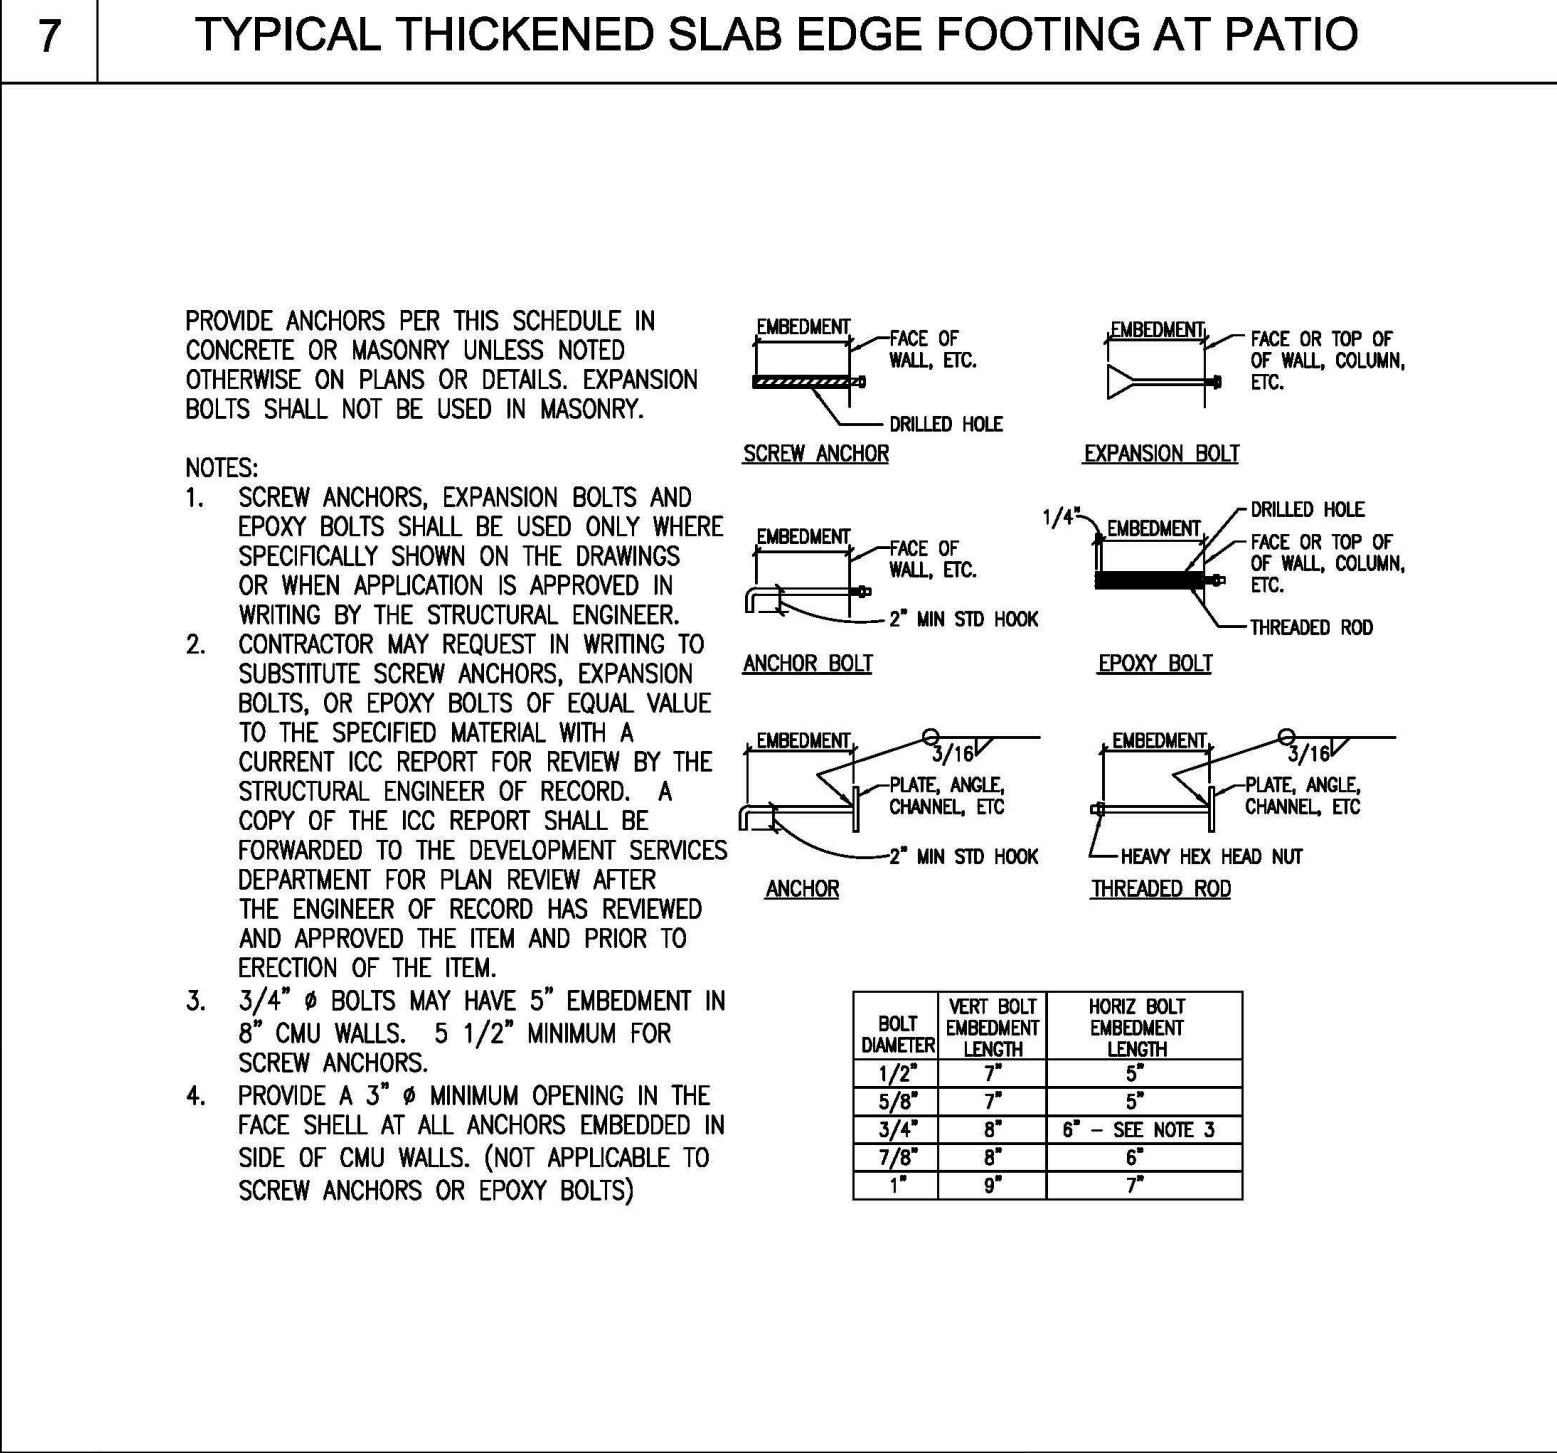 7
TYPICAL THICKENED SLAB EDGE FOOTING AT PATIO
PROVIDE ANCHORS PER THIS SCHEDULE IN
CONCRETE OR MASONRY UNLESS NOTED
OTHERWISE ON PLANS OR DETAILS. EXPANSION
BOLTS SHALL NOT BE USED IN MASONRY.
NOTES:
1. SCREW ANCHORS, EXPANSION BOLTS AND
EPOXY BOLTS SHALL BE USED ONLY WHERE
SPECIFICALLY SHOWN ON THE DRAWINGS
OR WHEN APPLICATION IS APPROVED IN
WRITING BY THE STRUCTURAL ENGINEER.
2. CONTRACTOR MAY REQUEST IN WRITING TO
SUBSTITUTE SCREW ANCHORS, EXPANSION
BOLTS, OR EPOXY BOLTS OF EQUAL VALUE
TO THE SPECIFIED MATERIAL WITH A
CURRENT ICC REPORT FOR REVIEW BY THE
STRUCTURAL ENGINEER OF RECORD. A
COPY OF THE ICC REPORT SHALL BE
FORWARDED TO THE DEVELOPMENT SERVICES
DEPARTMENT FOR PLAN REVIEW AFTER
THE ENGINEER OF RECORD HAS REVIEWED
AND APPROVED THE ITEM AND PRIOR TO
ERECTION OF THE ITEM.
3. 3/4" ø BOLTS MAY HAVE 5" EMBEDMENT IN
8" CMU WALLS. 5 1/2" MINIMUM FOR
SCREW ANCHORS.
4. PROVIDE A 3" ø MINIMUM OPENING IN THE
FACE SHELL AT ALL ANCHORS EMBEDDED IN
SIDE OF CMU WALLS. (NOT APPLICABLE TO
SCREW ANCHORS OR EPOXY BOLTS)
EMBEDMENT
FACE OF
WALL, ETC.
DRILLED HOLE
SCREW ANCHOR
EMBEDMENT
FACE OR TOP OF
OF WALL, COLUMN,
ETC.
EXPANSION BOLT
EMBEDMENT
FACE OF
WALL, ETC.
2" MIN STD HOOK
ANCHOR BOLT
1/4"
EMBEDMENT
DRILLED HOLE
FACE OR TOP OF
OF WALL, COLUMN,
ETC.
THREADED ROD
EPOXY BOLT
EMBEDMENT
3/16
PLATE, ANGLE,
CHANNEL, ETC
2" MIN STD HOOK
ANCHOR
EMBEDMENT
3/16
PLATE, ANGLE,
CHANNEL, ETC
HEAVY HEX HEAD NUT
THREADED ROD
BOLT
DIAMETER
VERT BOLT
EMBEDMENT
LENGTH
HORIZ BOLT
EMBEDMENT
LENGTH
1/2" 7" 5"
5/8" 7" 5"
3/4" 8" 6" – SEE NOTE 3
7/8" 8" 6"
1" 9" 7"